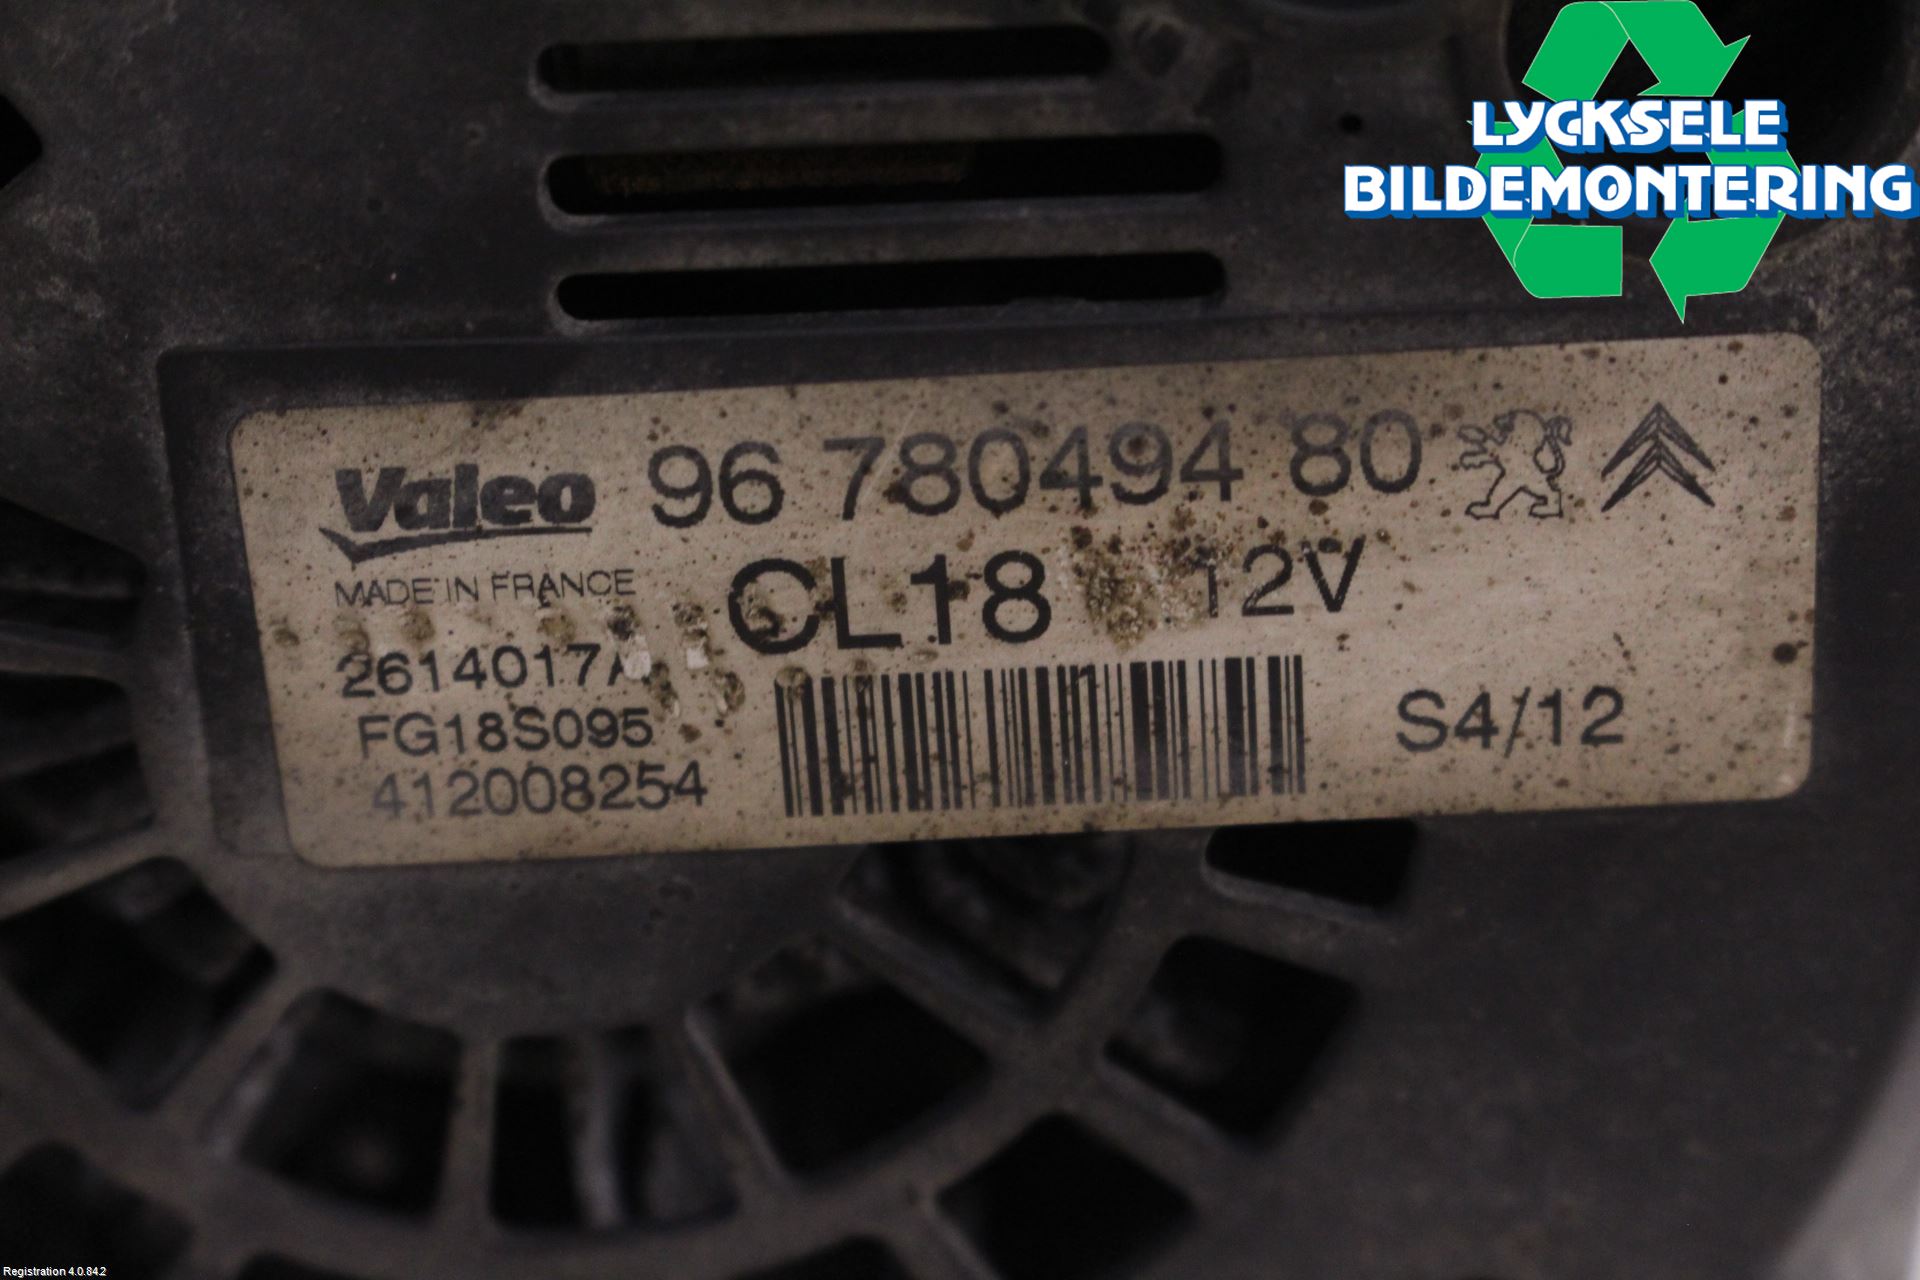 LYCKSELE
BILDEMONTERING
Valeo 96 780494 80
MADE IN FRANCE CL18 12V
2614017A
FG18S095 S4/12
412008254
Registration 4.0.84.2